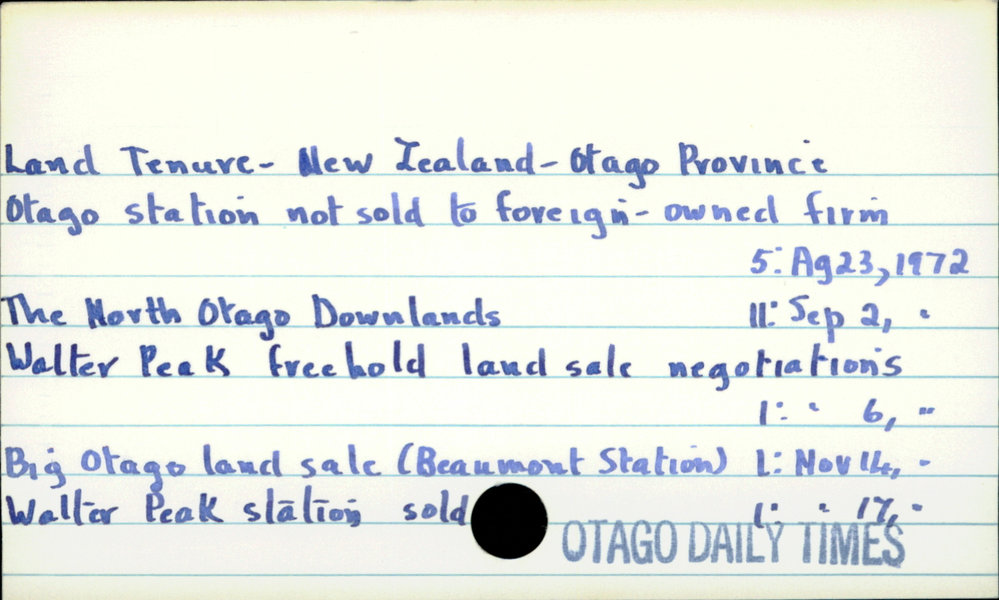 Land Tenure- New Zealand- Otago Province
Otago station not sold to foreign-owned firm
5: Ag 23, 1972
The North Otago Downlands 11: Sep 2, "
Walter Peak freehold land sale negotiations
1: " 6, "
Big Otago land sale (Beaumont Station) 1: Nov 14, "
Walter Peak station sold 1: " 17, "
OTAGO DAILY TIMES